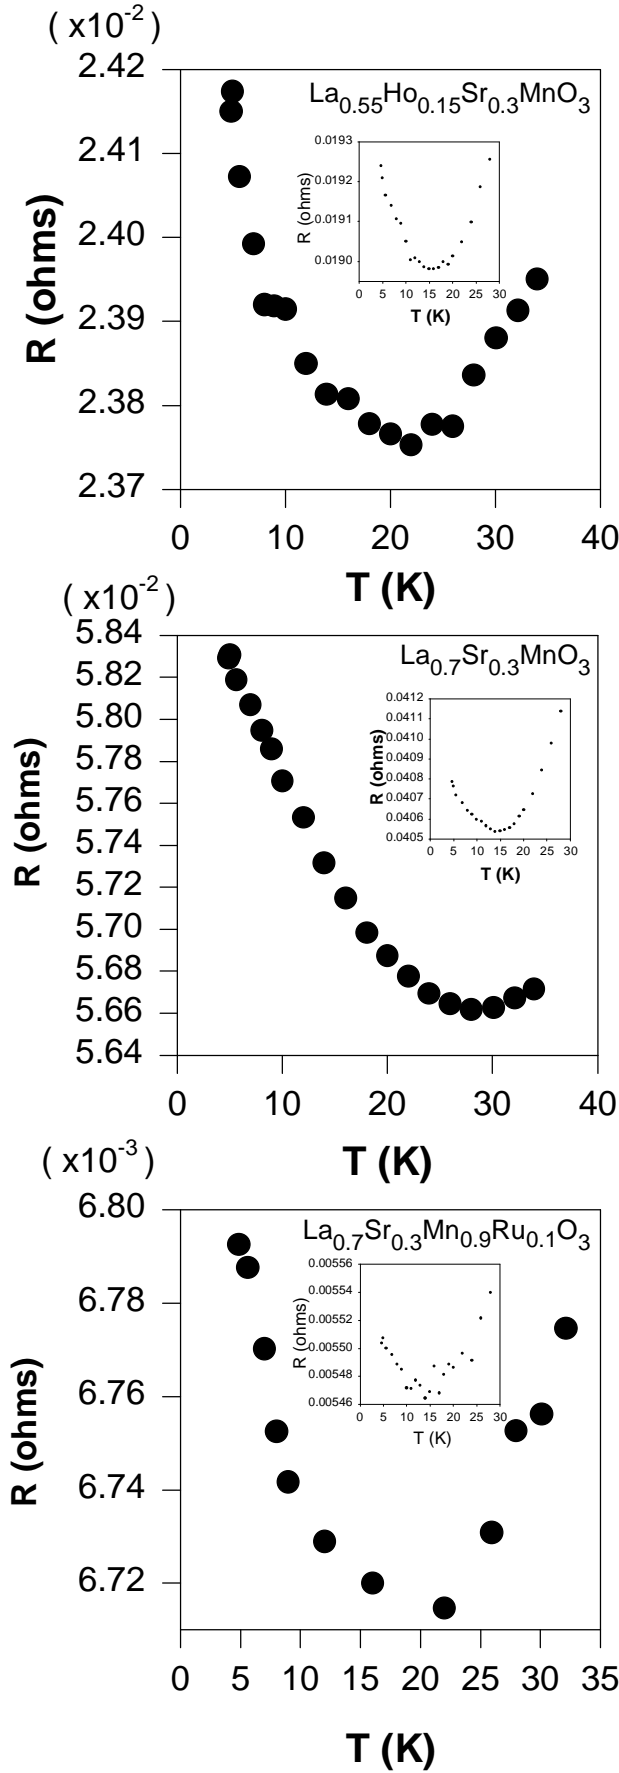 ( x10-2 )
2.42
La0.55Ho0.15Sr0.3MnO3
0.0193
2.41
0.0192
0.0191
2.40
0.0190
0 5 10 15 20 25 30
R (ohms)
T (K)
2.39
2.38
2.37
R (ohms)
0 10 20 30 40
T (K)
( x10-2 )
5.84
La0.7Sr0.3MnO3
5.82
0.0412
5.80
0.0411
0.0409
5.78
0.0408
0.0407
5.76
0.0406
0.0405
0 5 10 15 20 25 30
R (ohms)
T (K)
5.74
5.72
5.70
5.68
5.66
5.64
R (ohms)
0 10 20 30 40
T (K)
( x10-3 )
6.80
La0.7Sr0.3Mn0.9Ru0.1O3
0.00556
0.00554
6.78
0.00552
0.00550
0.00548
6.76
0.00546
0 5 10 15 20 25 30
R (ohms)
T (K)
6.74
6.72
R (ohms)
0 5 10 15 20 25 30 35
T (K)